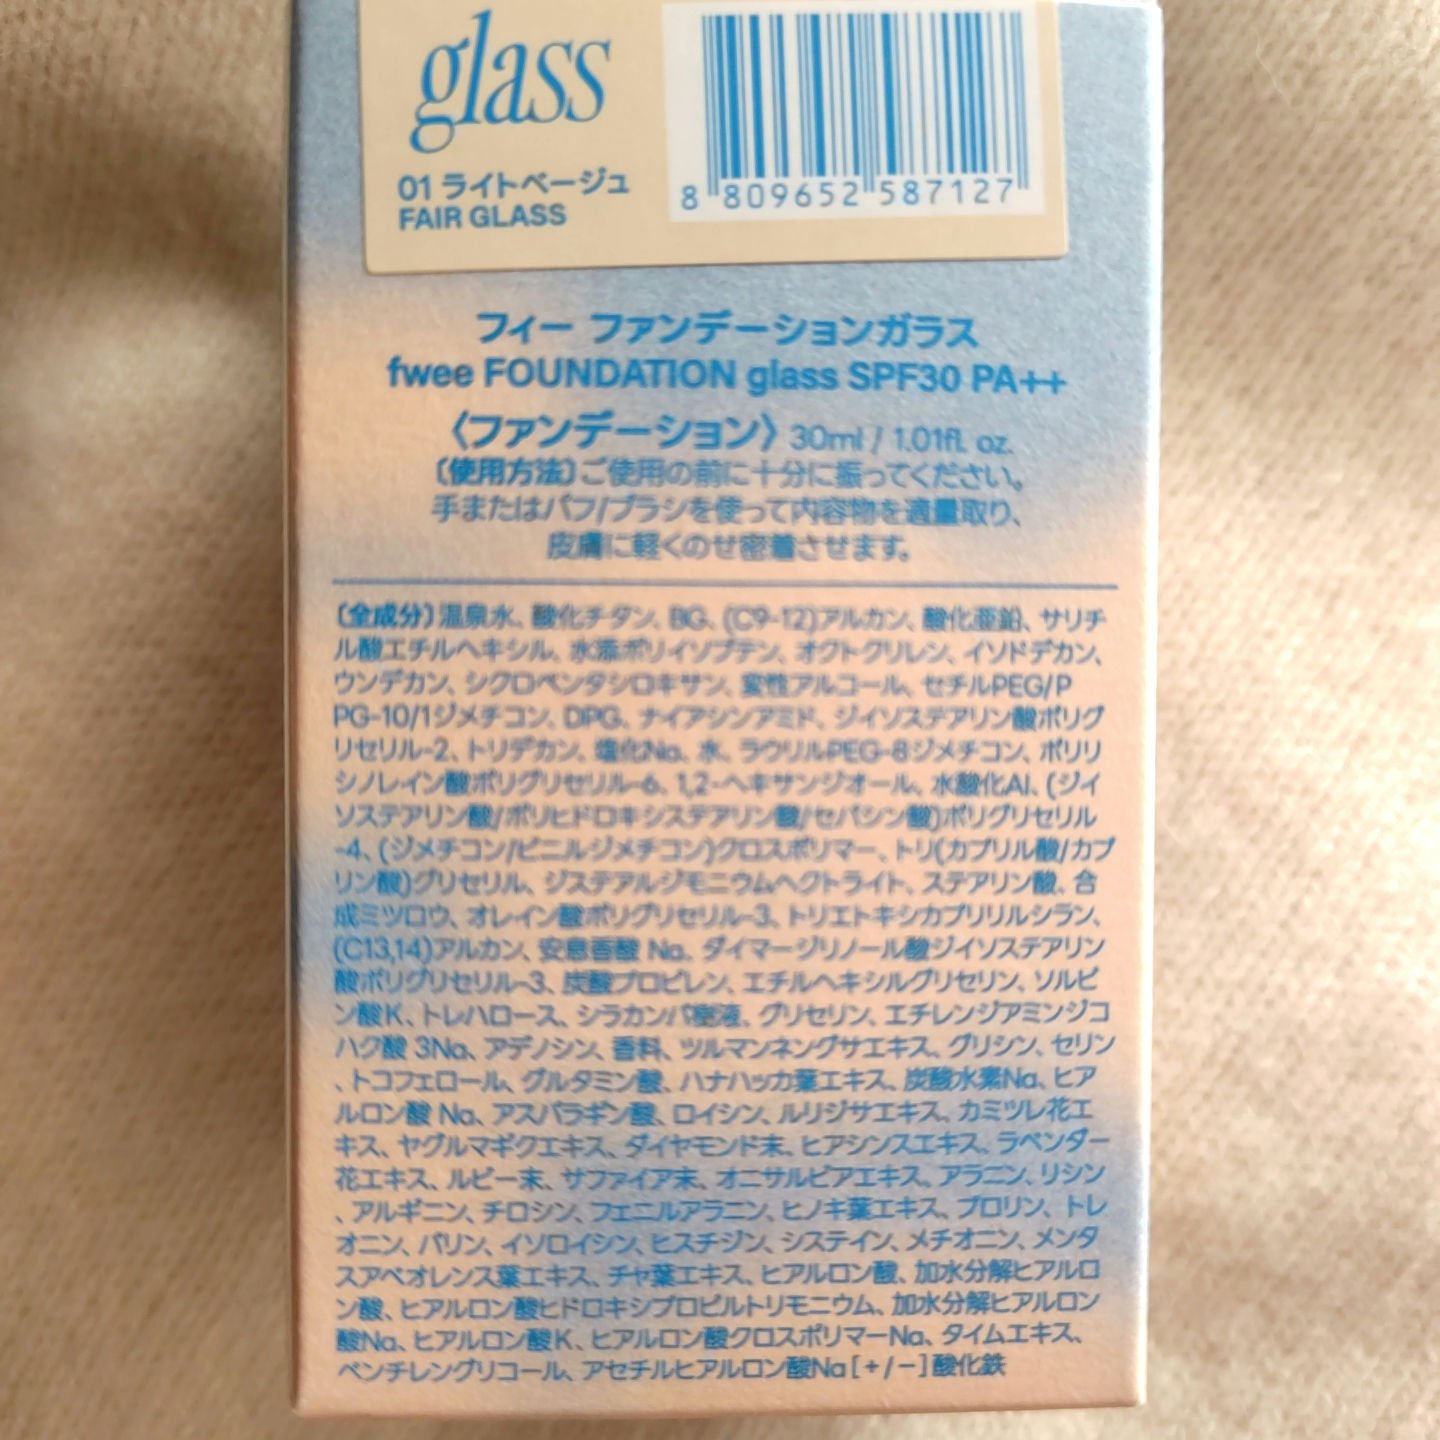 glass
01 ライトベージュ
FAIR GLASS
8 809652 587127
フィー ファンデーションガラス
fwee FOUNDATION glass SPF30 PA++
〈ファンデーション〉 30ml / 1.01fl. oz.
〔使用方法〕ご使用の前に十分に振ってください。
手またはパフ/ブラシを使って内容物を適量取り、
皮膚に軽くのせ密着させます。
〔全成分〕温泉水、酸化チタン、BG、(C9-12)アルカン、酸化亜鉛、サリチ
ル酸エチルヘキシル、水添ポリイソブテン、オクトクリレン、イソドデカン、
ウンデカン、シクロペンタシロキサン、変性アルコール、セチルPEG/P
PG-10/1ジメチコン、DPG、ナイアシンアミド、ジイソステアリン酸ポリグ
リセリル-2、トリデカン、塩化Na、水、ラウリルPEG-8ジメチコン、ポリリ
シノレイン酸ポリグリセリル-6、1,2-ヘキサンジオール、水酸化Al、(ジイ
ソステアリン酸/ポリヒドロキシステアリン酸/セバシン酸)ポリグリセリル
-4、(ジメチコン/ビニルジメチコン)クロスポリマー、トリ(カプリル酸/カプ
リン酸)グリセリル、ジステアルジモニウムヘクトライト、ステアリン酸、合
成ミツロウ、オレイン酸ポリグリセリル-3、トリエトキシカプリリルシラン、
(C13,14)アルカン、安息香酸 Na、ダイマージリノール酸ジイソステアリン
酸ポリグリセリル-3、炭酸プロピレン、エチルヘキシルグリセリン、ソルビ
ン酸K、トレハロース、シラカンバ樹液、グリセリン、エチレンジアミンジコ
ハク酸 3Na、アデノシン、香料、ツルマンネングサエキス、グリシン、セリン
、トコフェロール、グルタミン酸、ハナハッカ葉エキス、炭酸水素Na、ヒア
ルロン酸 Na、アスパラギン酸、ロイシン、ルリジサエキス、カミツレ花エ
キス、ヤグルマギクエキス、ダイヤモンド末、ヒアシンスエキス、ラベンダー
花エキス、ルビー末、サファイア末、オニサルビアエキス、アラニン、リシン
、アルギニン、チロシン、フェニルアラニン、ヒノキ葉エキス、プロリン、トレ
オニン、バリン、イソロイシン、ヒスチジン、システイン、メチオニン、メンタ
スアベオレンス葉エキス、チャ葉エキス、ヒアルロン酸、加水分解ヒアルロ
ン酸、ヒアルロン酸ヒドロキシプロピルトリモニウム、加水分解ヒアルロン
酸Na、ヒアルロン酸K、ヒアルロン酸クロスポリマーNa、タイムエキス、
ペンチレングリコール、アセチルヒアルロン酸Na [+/−] 酸化鉄